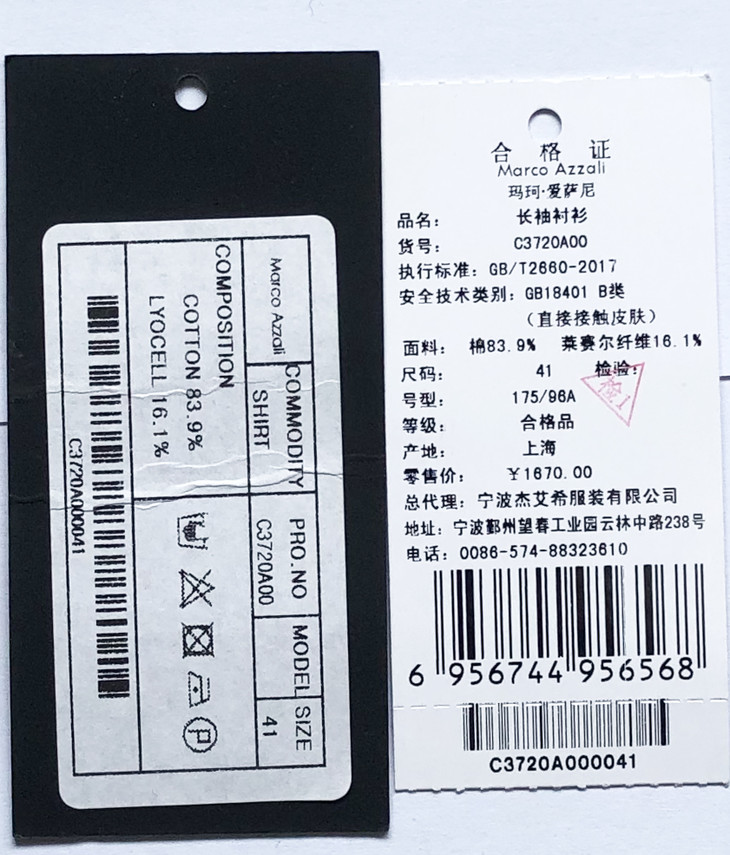 Marco Azzali
COMMODITY
SHIRT
PRO.NO
C3720A00
MODEL
SIZE
41
COMPOSITION
COTTON 83.9%
LYOCELL 16.1%
P
C3720A000041
合格证
Marco Azzali
玛珂·爱萨尼
品名: 长袖衬衫
货号: C3720A00
执行标准: GB/T2660-2017
安全技术类别: GB18401 B类
(直接接触皮肤)
面料: 棉83.9% 莱赛尔纤维16.1%
尺码: 41 检验:
检1
号型: 175/96A
等级: 合格品
产地: 上海
零售价: ¥1670.00
总代理: 宁波杰艾希服装有限公司
地址: 宁波鄞州望春工业园云林中路238号
电话: 0086-574-88323610
6 956744 956568
C3720A000041